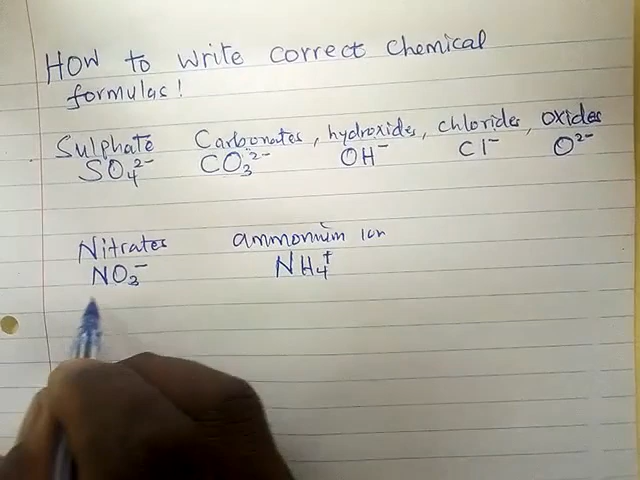 How to write correct chemical
formulas!
Sulphate Carbonates, hydroxides, chlorides, oxides
SO₄²⁻ CO₃²⁻ OH⁻ Cl⁻ O²⁻
Nitrates ammonium ion
NO₃⁻ NH₄⁺